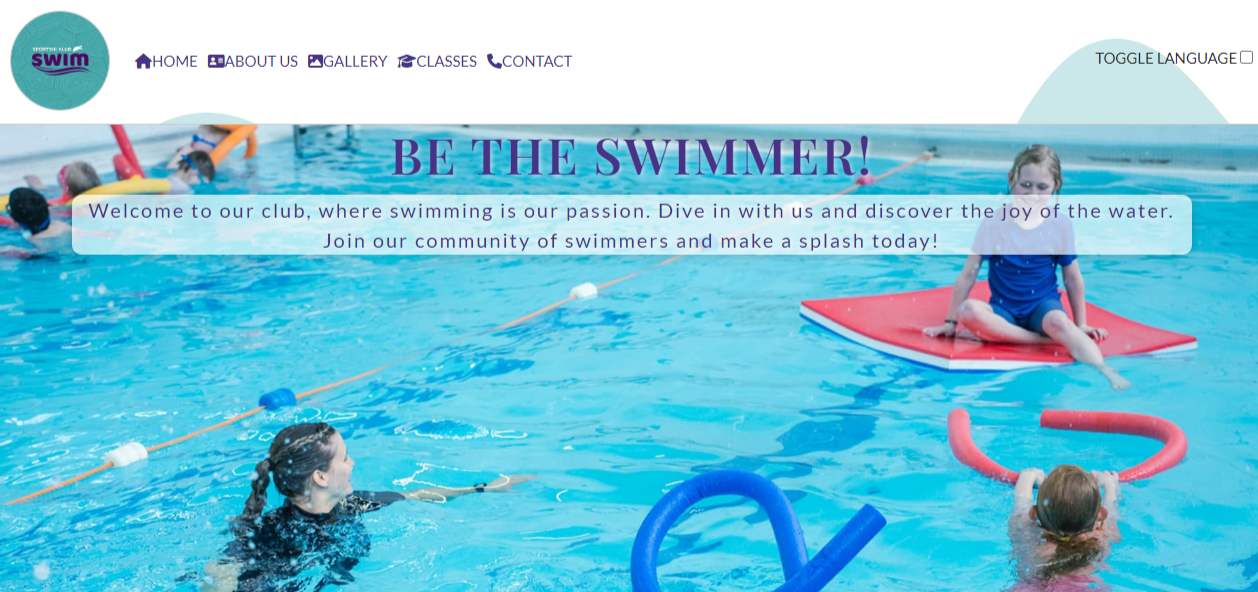 SPORTSKI KLUB
swim
HOME ABOUT US GALLERY CLASSES CONTACT
TOGGLE LANGUAGE
BE THE SWIMMER!
Welcome to our club, where swimming is our passion. Dive in with us and discover the joy of the water.
Join our community of swimmers and make a splash today!